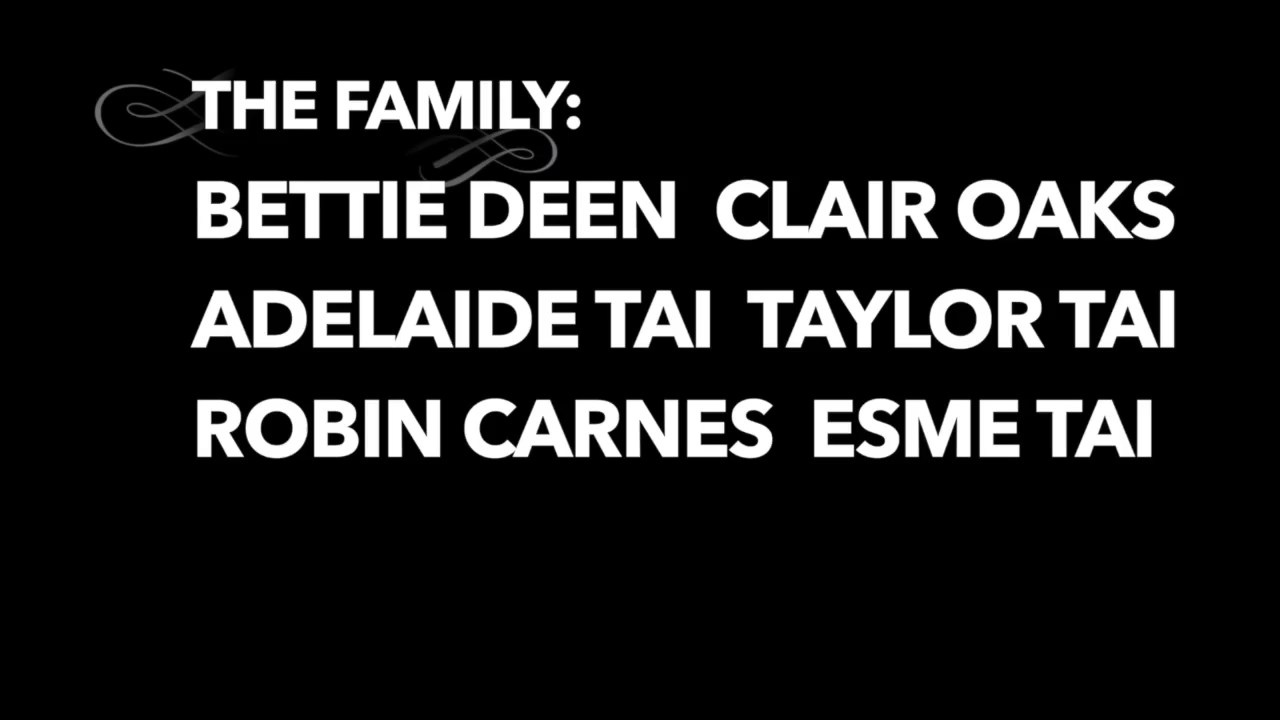 THE FAMILY:
BETTIE DEEN CLAIR OAKS
ADELAIDE TAI TAYLOR TAI
ROBIN CARNES ESME TAI